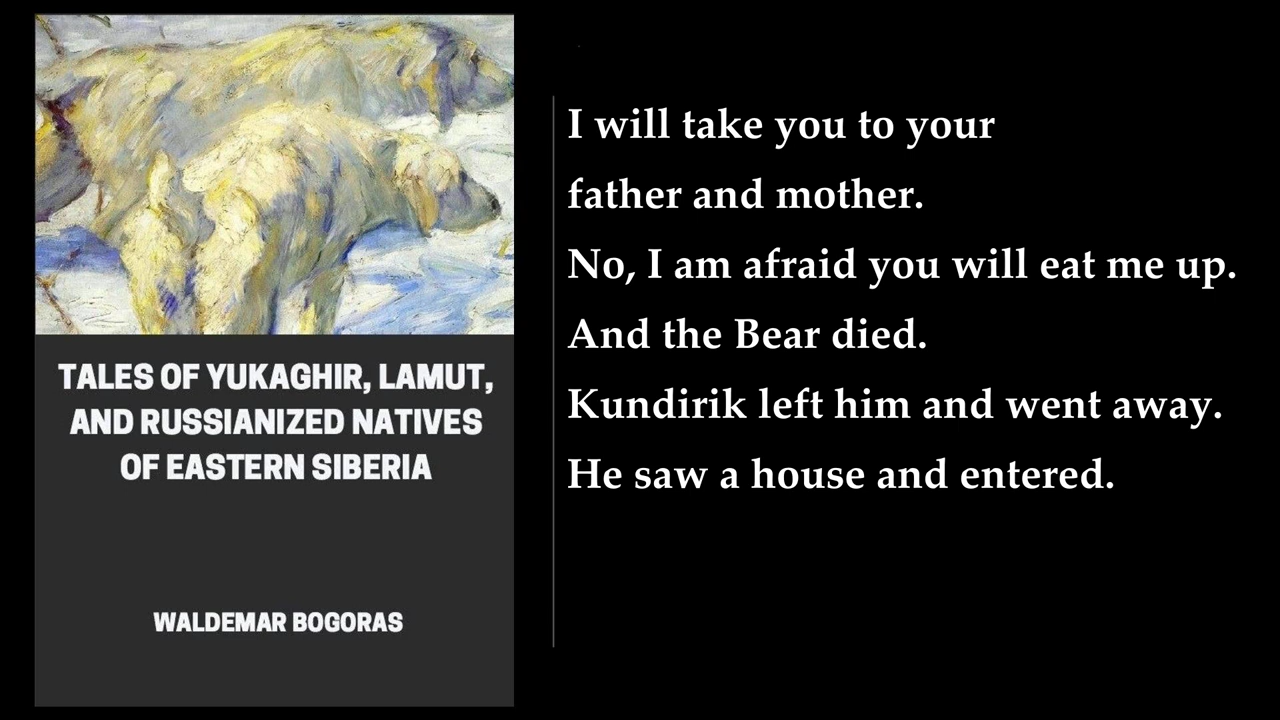 TALES OF YUKAGHIR, LAMUT,
AND RUSSIANIZED NATIVES
OF EASTERN SIBERIA
WALDEMAR BOGORAS
I will take you to your
father and mother.
No, I am afraid you will eat me up.
And the Bear died.
Kundirik left him and went away.
He saw a house and entered.